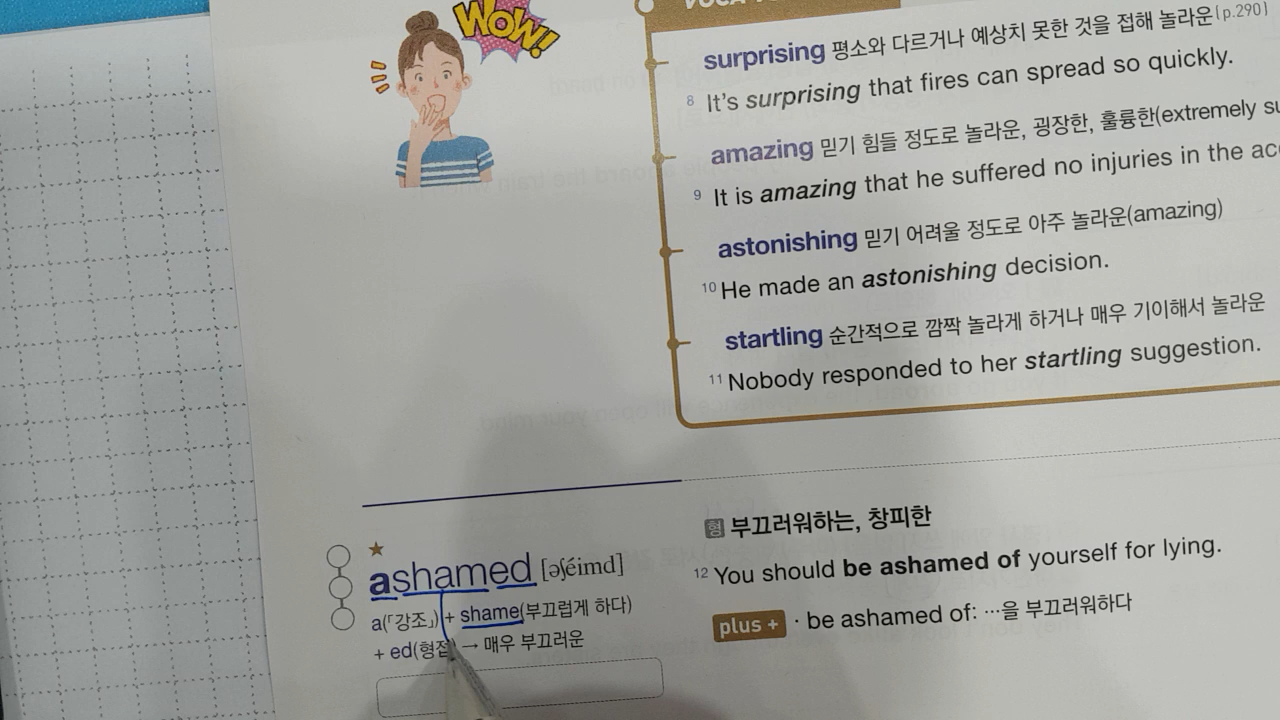 WOW!
surprising 평소와 다르거나 예상치 못한 것을 접해 놀라운(p.290)
8 It's surprising that fires can spread so quickly.
amazing 믿기 힘들 정도로 놀라운, 굉장한, 훌륭한(extremely
9 It is amazing that he suffered no injuries in the
astonishing 믿기 어려울 정도로 아주 놀라운(amazing)
10 He made an astonishing decision.
startling 순간적으로 깜짝 놀라게 하거나 매우 기이해서 놀라운
11 Nobody responded to her startling suggestion.
ashamed [əʃéimd]
a(「강조」) + shame(부끄럽게 하다)
+ ed(형접) → 매우 부끄러운
형 부끄러워하는, 창피한
12 You should be ashamed of yourself for lying.
plus + · be ashamed of: …을 부끄러워하다